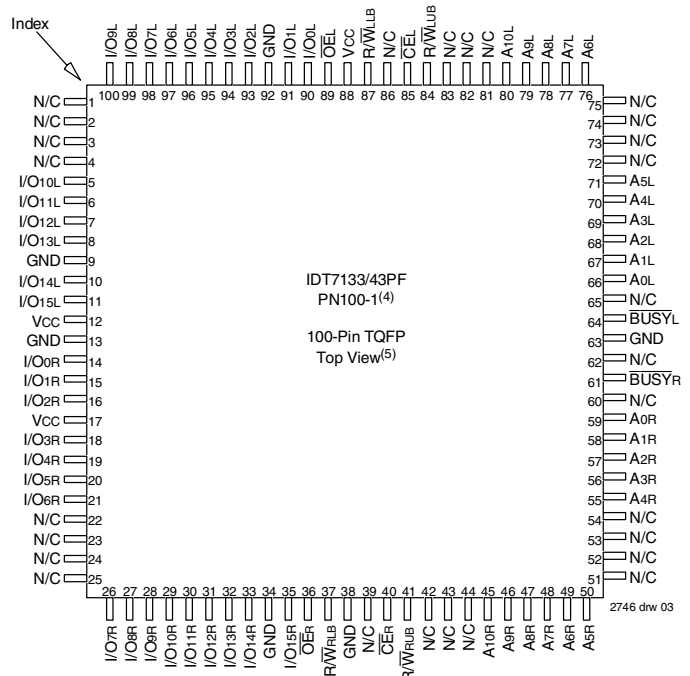 Index
I/O9L
I/O8L
I/O7L
I/O6L
I/O5L
I/O4L
I/O3L
I/O2L
GND
I/O1L
I/O0L
OEL
VCC
R/WLLB
N/C
CEL
R/WLUB
N/C
N/C
N/C
A10L
A9L
A8L
A7L
A6L
100 99 98 97 96 95 94 93 92 91 90 89 88 87 86 85 84 83 82 81 80 79 78 77 76
N/C 1
N/C 2
N/C 3
N/C 4
I/O10L 5
I/O11L 6
I/O12L 7
I/O13L 8
GND 9
I/O14L 10
I/O15L 11
VCC 12
GND 13
I/O0R 14
I/O1R 15
I/O2R 16
VCC 17
I/O3R 18
I/O4R 19
I/O5R 20
I/O6R 21
N/C 22
N/C 23
N/C 24
N/C 25
IDT7133/43PF
PN100-1(4)
100-Pin TQFP
Top View(5)
75 N/C
74 N/C
73 N/C
72 N/C
71 A5L
70 A4L
69 A3L
68 A2L
67 A1L
66 A0L
65 N/C
64 BUSYL
63 GND
62 N/C
61 BUSYR
60 N/C
59 A0R
58 A1R
57 A2R
56 A3R
55 A4R
54 N/C
53 N/C
52 N/C
51 N/C
26 27 28 29 30 31 32 33 34 35 36 37 38 39 40 41 42 43 44 45 46 47 48 49 50
I/O7R
I/O8R
I/O9R
I/O10R
I/O11R
I/O12R
I/O13R
I/O14R
GND
I/O15R
OER
R/WRLB
GND
N/C
CER
R/WRUB
N/C
N/C
N/C
A10R
A9R
A8R
A7R
A6R
A5R
2746 drw 03